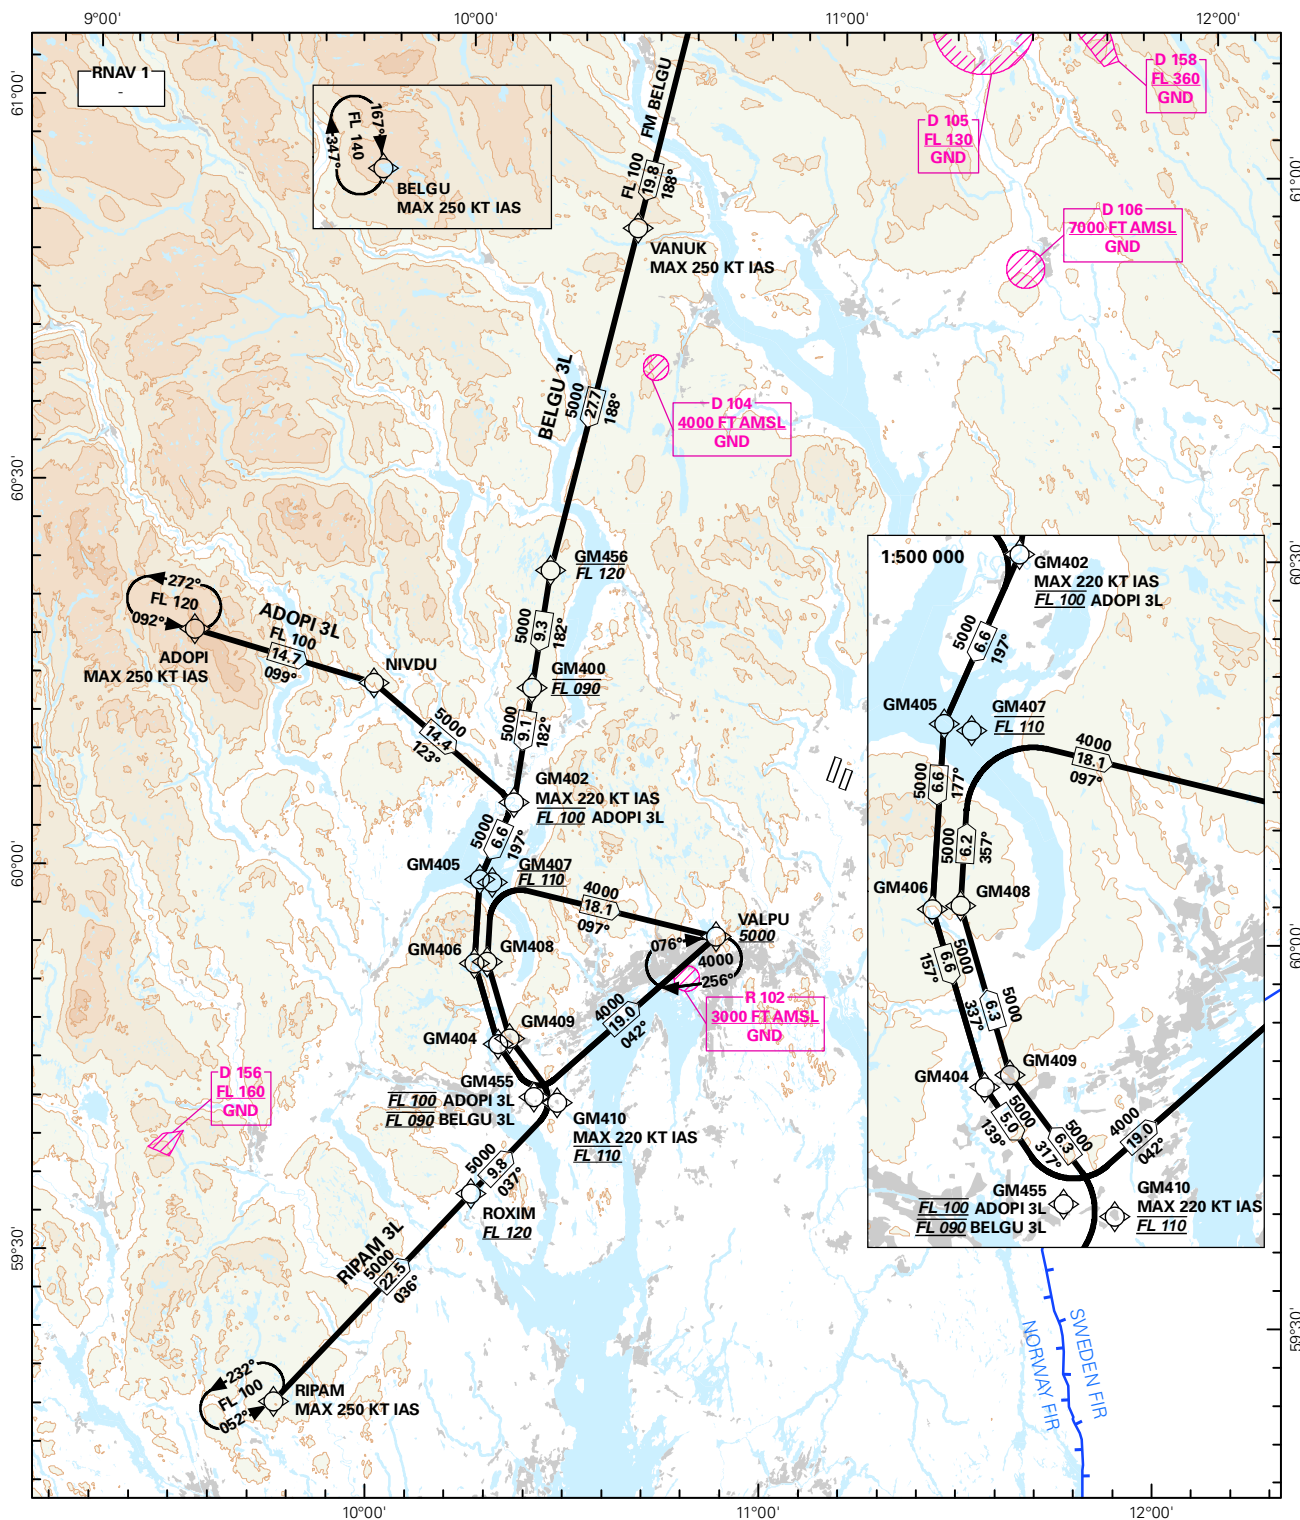 9°00'
10°00'
11°00'
12°00'
61°00'
61°00'
60°30'
60°30'
60°00'
60°00'
59°30'
59°30'
10°00'
11°00'
12°00'
RNAV 1
-
167°
FL 140
347°
BELGU
MAX 250 KT IAS
FM BELGU
FL 100
19.8
188°
VANUK
MAX 250 KT IAS
D 158
FL 360
GND
D 105
FL 130
GND
D 106
7000 FT AMSL
GND
D 104
4000 FT AMSL
GND
BELGU 3L
5000
27.7
188°
GM456
FL 120
5000
9.3
182°
GM400
FL 090
5000
9.1
182°
272°
FL 120
092°
ADOPI
MAX 250 KT IAS
ADOPI 3L
FL 100
14.7
099°
NIVDU
5000
14.4
123°
GM402
MAX 220 KT IAS
FL 100 ADOPI 3L
5000
6.6
197°
GM405
GM407
FL 110
4000
18.1
097°
VALPU
5000
076°
4000
256°
GM406
GM408
R 102
3000 FT AMSL
GND
4000
19.0
042°
GM404
GM409
GM455
FL 100 ADOPI 3L
FL 090 BELGU 3L
GM410
MAX 220 KT IAS
FL 110
D 156
FL 160
GND
5000
9.8
037°
ROXIM
FL 120
RIPAM 3L
5000
22.5
036°
232°
FL 100
052°
RIPAM
MAX 250 KT IAS
1:500 000
GM402
MAX 220 KT IAS
FL 100 ADOPI 3L
5000
6.6
197°
GM405
GM407
FL 110
4000
18.1
097°
5000
6.6
177°
5000
6.2
357°
GM406
GM408
6.6
157°
5000
337°
6.3
5000
GM404
GM409
5.0
139°
5000
317°
6.3
5000
4000
19.0
042°
GM455
FL 100 ADOPI 3L
FL 090 BELGU 3L
GM410
MAX 220 KT IAS
FL 110
SWEDEN FIR
NORWAY FIR